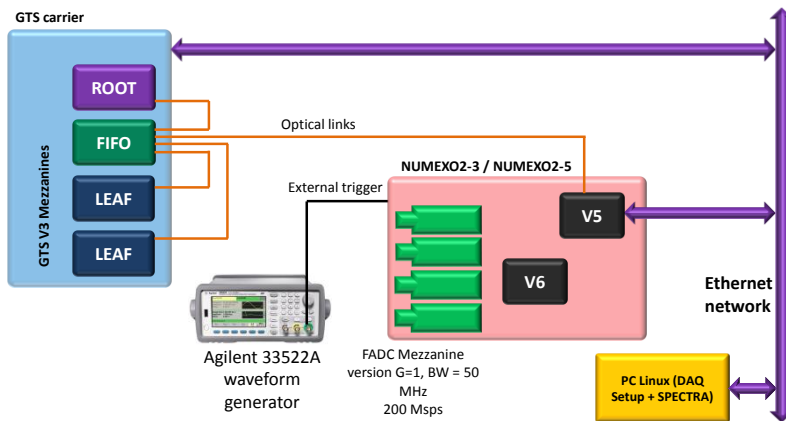 GTS carrier
GTS V3 Mezzanines
ROOT
FIFO
LEAF
LEAF
Optical links
NUMEXO2-3 / NUMEXO2-5
External trigger
V5
V6
Ethernet
network
Agilent 33522A
waveform
generator
FADC Mezzanine
version G=1, BW = 50
MHz
200 Msps
PC Linux (DAQ
Setup + SPECTRA)